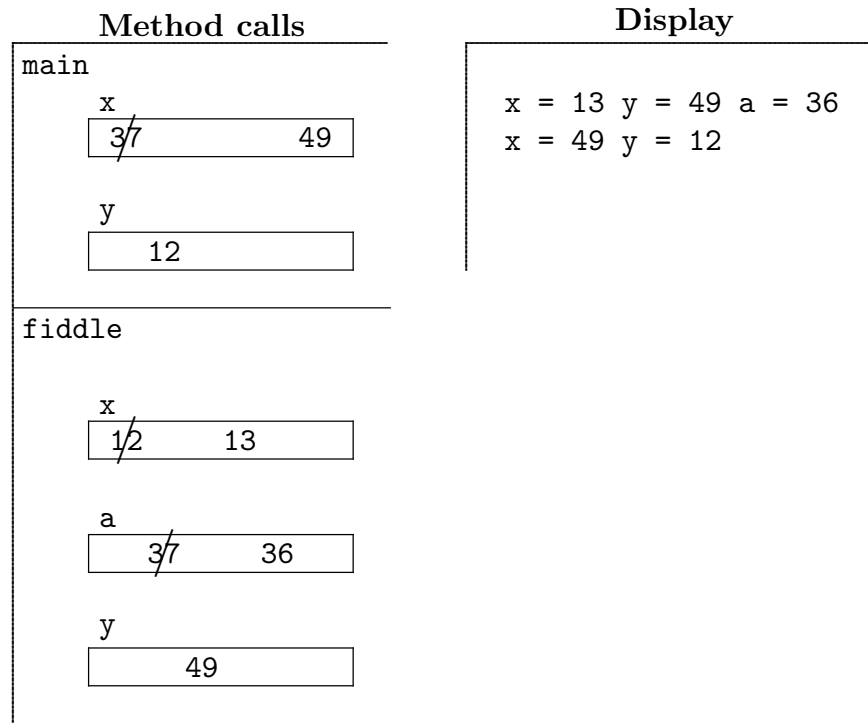 Method calls
main
x
37 49
y
12
fiddle
x
12 13
a
37 36
y
49
Display
x = 13 y = 49 a = 36
x = 49 y = 12